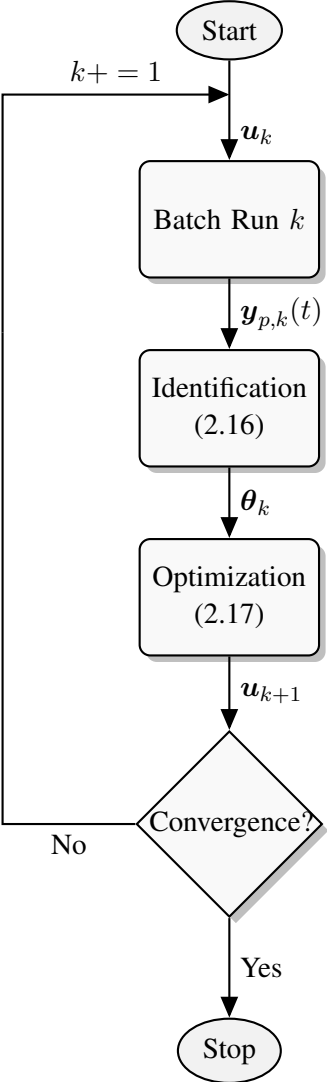 Start
k+ = 1
u_k
Batch Run k
y_{p,k}(t)
Identification
(2.16)
θ_k
Optimization
(2.17)
u_{k+1}
Convergence?
No
Yes
Stop